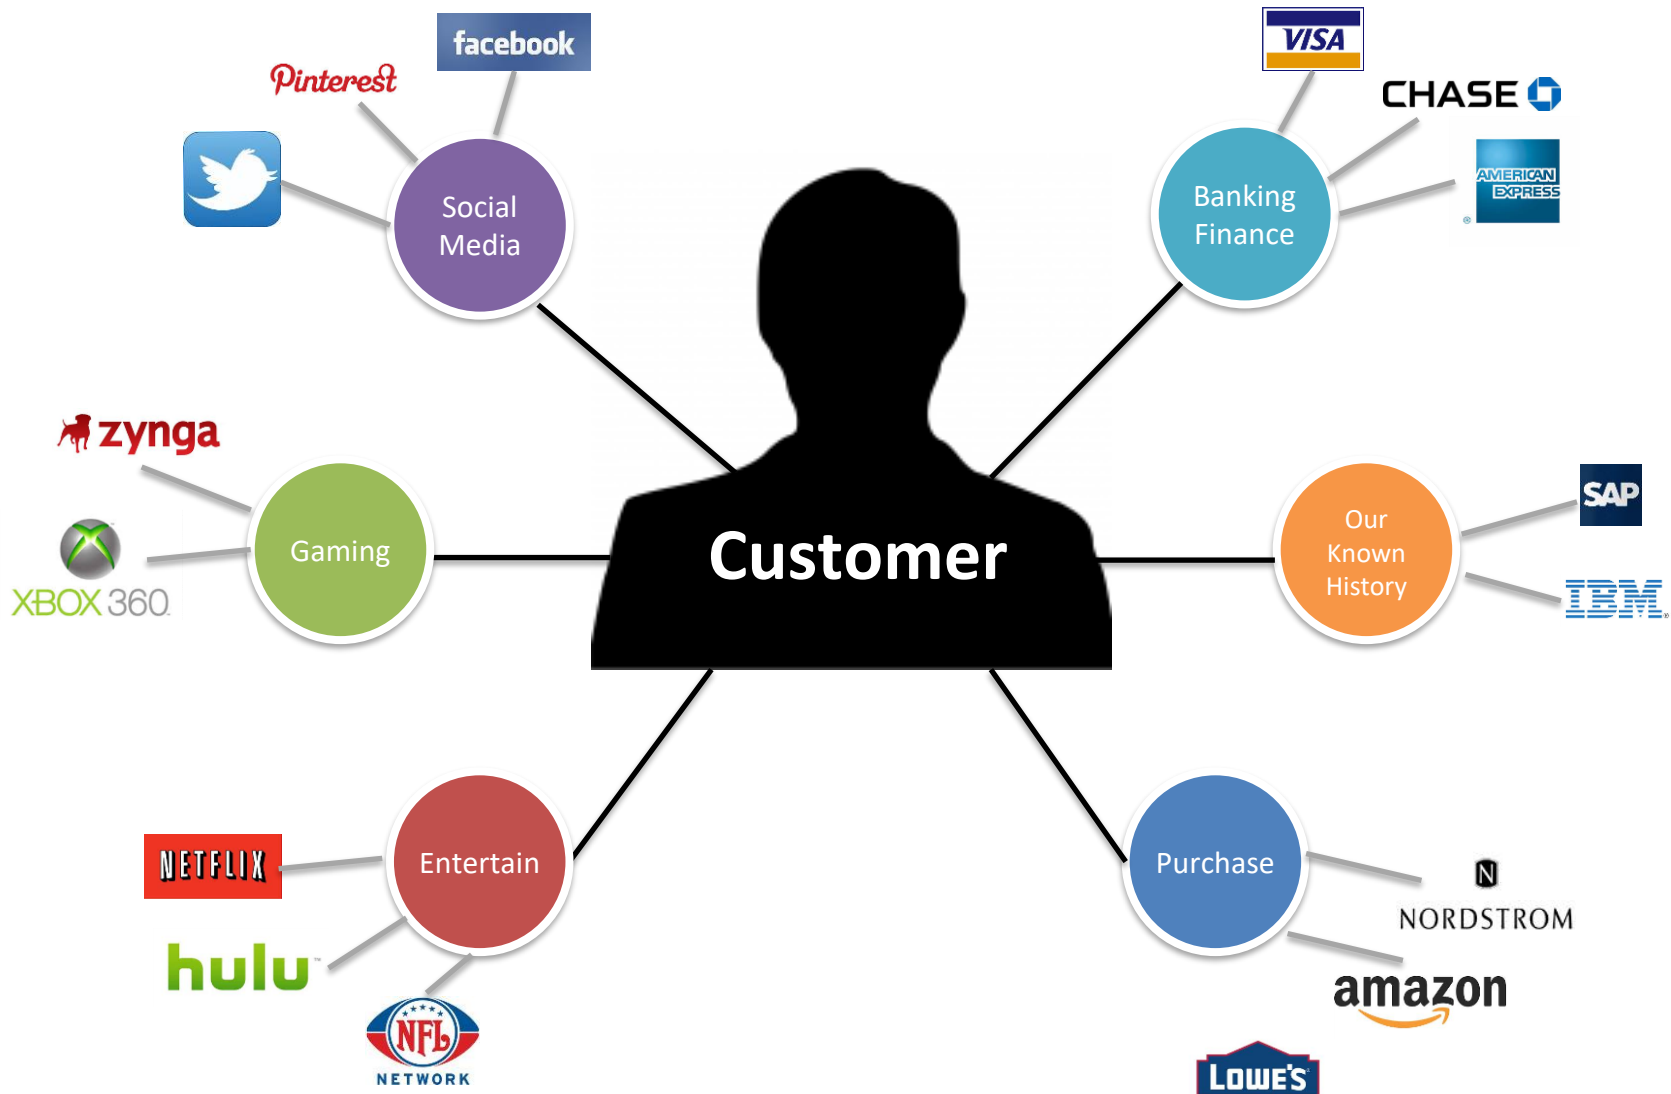 facebook
Pinterest
Social
Media
VISA
CHASE
AMERICAN
EXPRESS
®
Banking
Finance
zynga
XBOX 360
Gaming
Customer
Our
Known
History
SAP
IBM
NETFLIX
hulu
Entertain
NFL
NETWORK
Purchase
N
NORDSTROM
amazon
LOWE'S